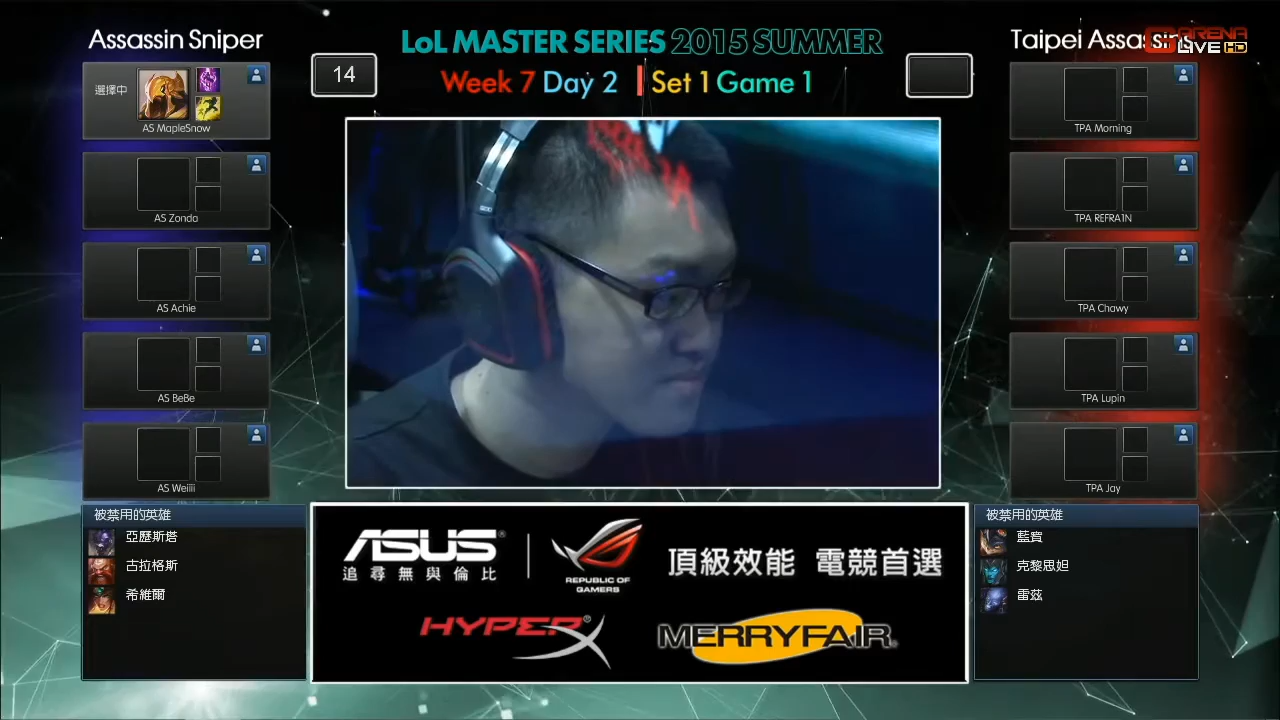 Assassin Sniper
LoL MASTER SERIES 2015 SUMMER
Taipei Assassins
GARENA
LIVE HD
14
Week 7 Day 2 | Set 1 Game 1
選擇中
AS MapleSnow
AS Zonda
AS Achie
AS BeBe
AS Weiiii
TPA Morning
TPA REFRA1N
TPA Chawy
TPA Lupin
TPA Jay
被禁用的英雄
亞歷斯塔
古拉格斯
希維爾
ASUS
追尋無與倫比
REPUBLIC OF
GAMERS
頂級效能 電競首選
HYPERX
MERRYFAIR
被禁用的英雄
藍寶
克黎思妲
雷茲